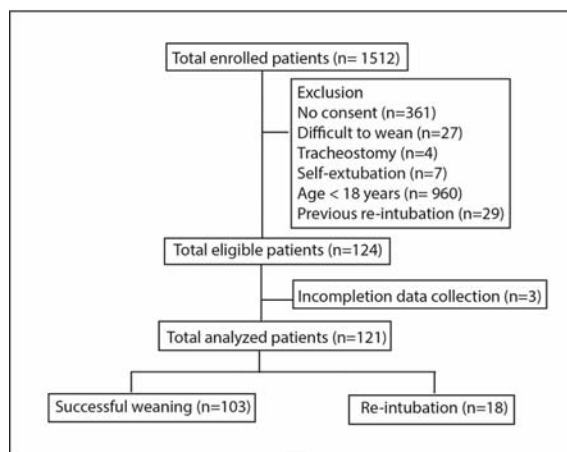 Total enrolled patients (n= 1512)
Exclusion
No consent (n=361)
Difficult to wean (n=27)
Tracheostomy (n=4)
Self-extubation (n=7)
Age < 18 years (n= 960)
Previous re-intubation (n=29)
Total eligible patients (n=124)
Incompletion data collection (n=3)
Total analyzed patients (n=121)
Successful weaning (n=103)
Re-intubation (n=18)